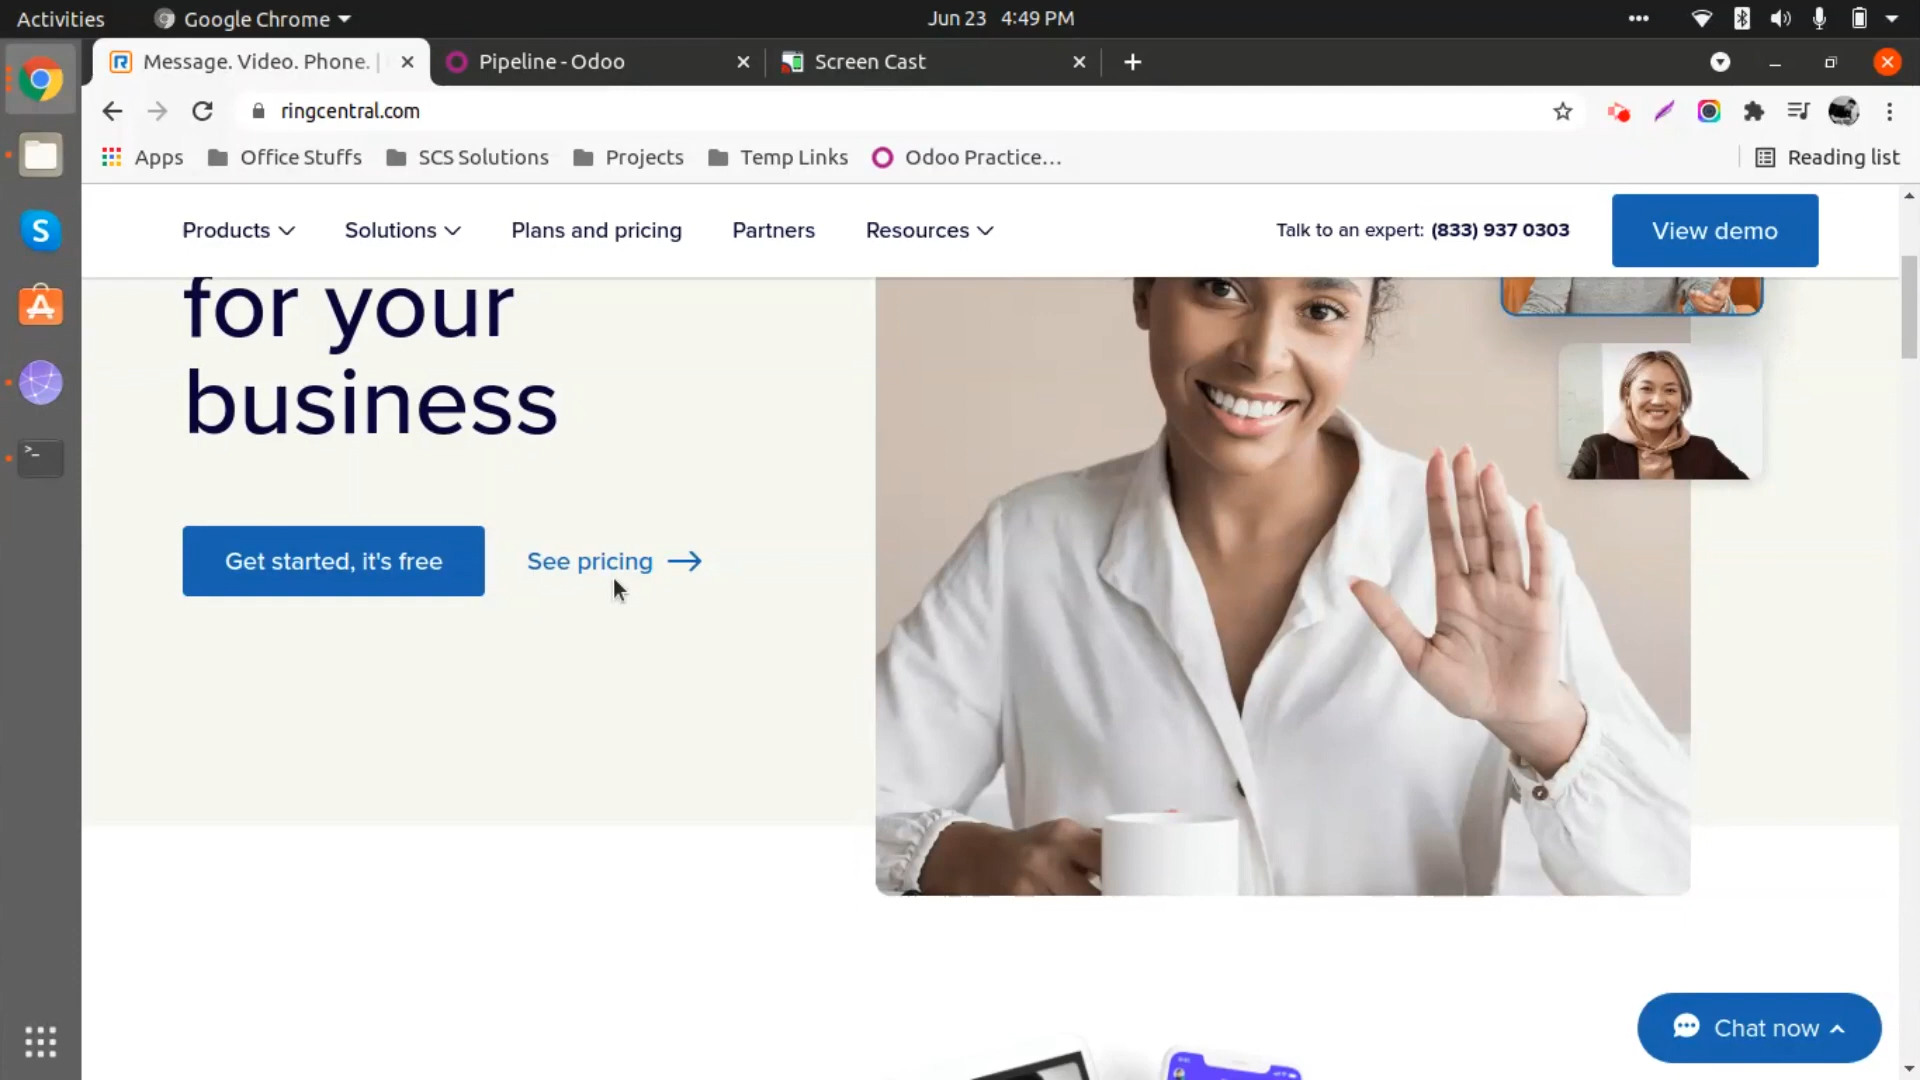 Activities
Google Chrome
Jun 23 4:49 PM
Message. Video. Phone. |
Pipeline - Odoo
Screen Cast
ringcentral.com
Apps
Office Stuffs
SCS Solutions
Projects
Temp Links
Odoo Practice...
Reading list
Products
Solutions
Plans and pricing
Partners
Resources
Talk to an expert: (833) 937 0303
View demo
for your
business
Get started, it's free
See pricing
Chat now